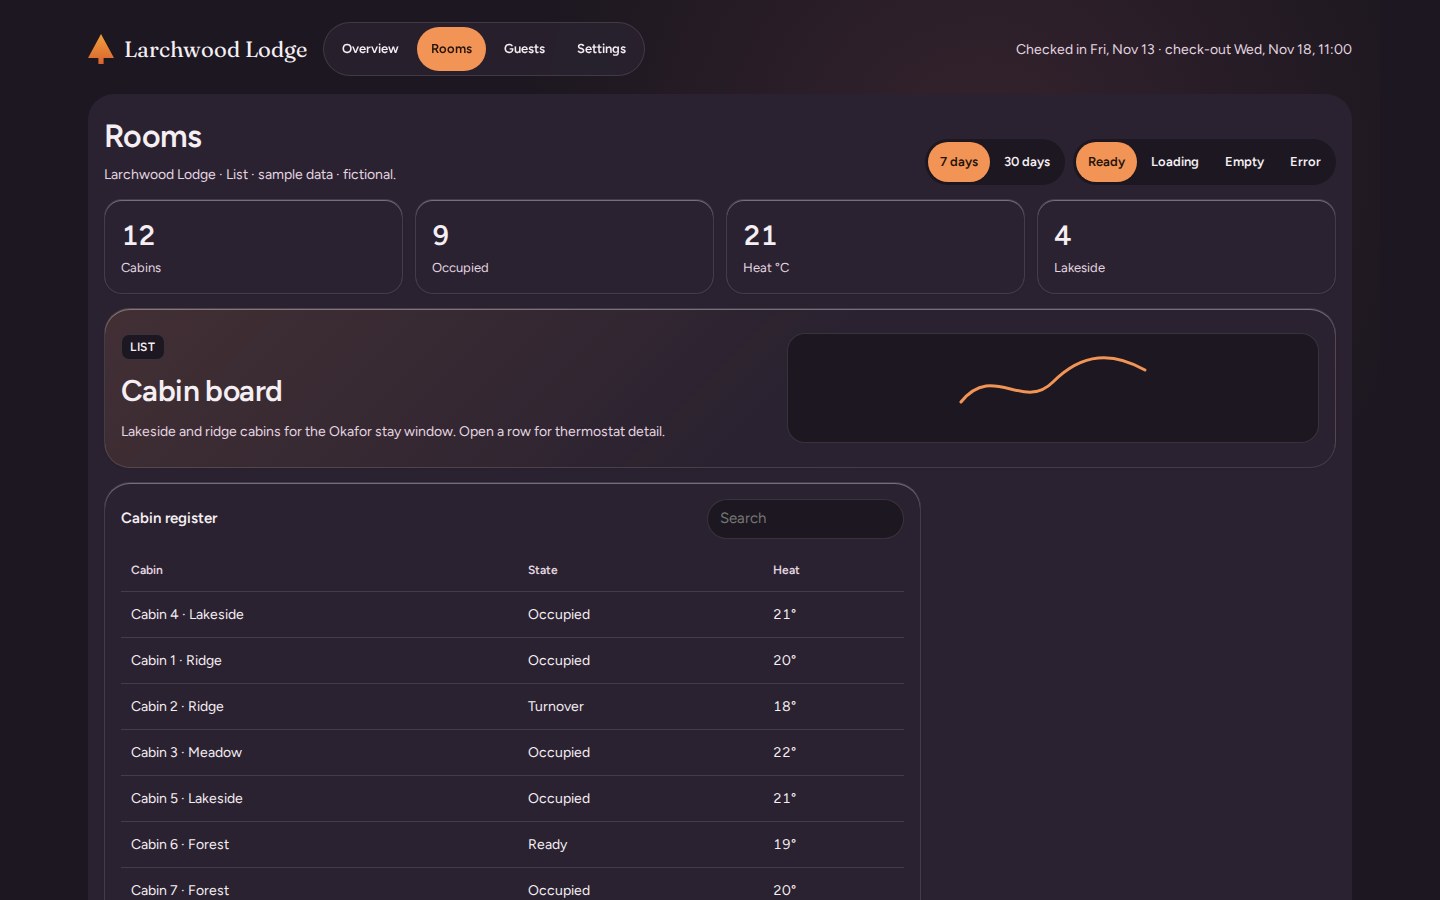 Larchwood Lodge
Overview
Rooms
Guests
Settings
Checked in Fri, Nov 13 · check-out Wed, Nov 18, 11:00
Rooms
Larchwood Lodge · List · sample data · fictional.
7 days
30 days
Ready
Loading
Empty
Error
12
Cabins
9
Occupied
21
Heat °C
4
Lakeside
LIST
Cabin board
Lakeside and ridge cabins for the Okafor stay window. Open a row for thermostat detail.
Cabin register
Search
Cabin State Heat
Cabin 4 · Lakeside Occupied 21°
Cabin 1 · Ridge Occupied 20°
Cabin 2 · Ridge Turnover 18°
Cabin 3 · Meadow Occupied 22°
Cabin 5 · Lakeside Occupied 21°
Cabin 6 · Forest Ready 19°
Cabin 7 · Forest Occupied 20°